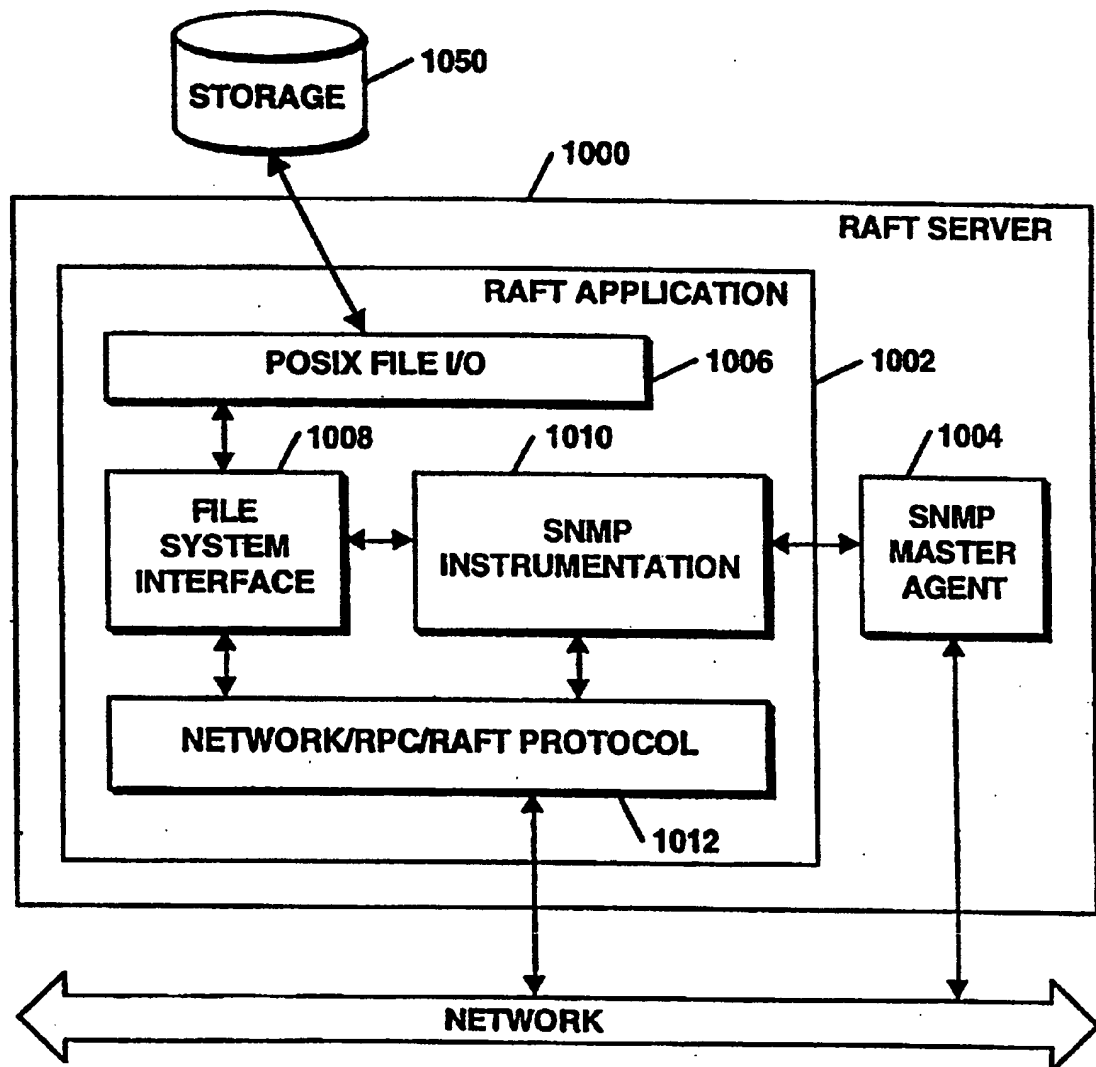 STORAGE
1050
1000
RAFT SERVER
RAFT APPLICATION
POSIX FILE I/O
1006
1002
1008
1010
1004
FILE
SYSTEM
INTERFACE
SNMP
INSTRUMENTATION
SNMP
MASTER
AGENT
NETWORK/RPC/RAFT PROTOCOL
1012
NETWORK